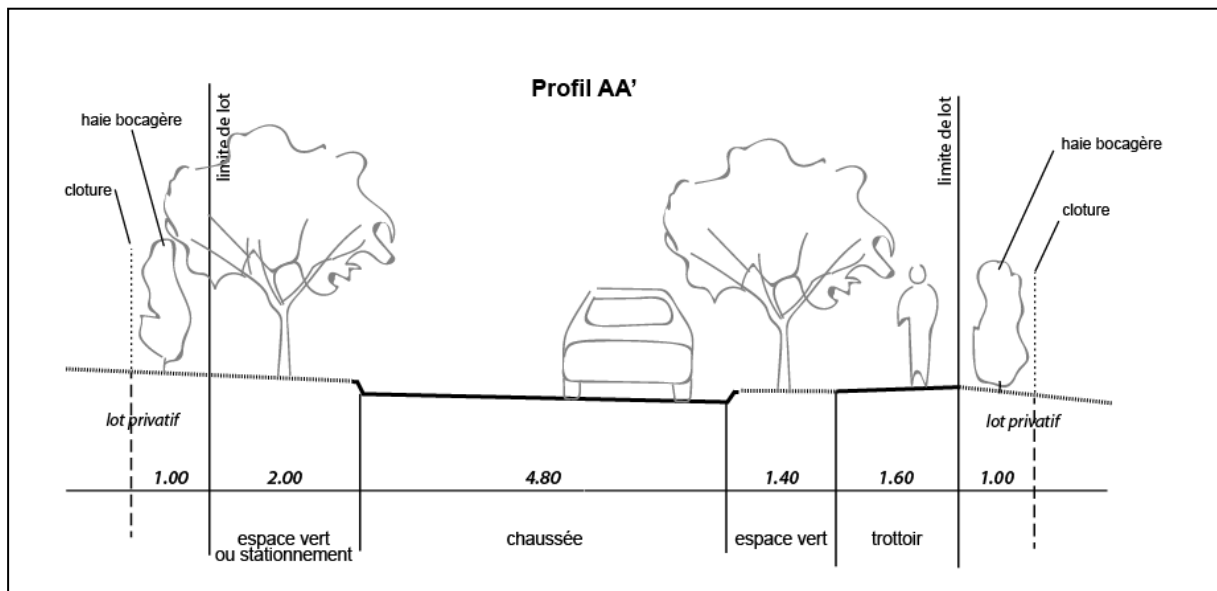 Profil AA’
limite de lot
haie bocagère
cloture
limite de lot
haie bocagère
cloture
lot privatif
lot privatif
1.00
2.00
4.80
1.40
1.60
1.00
espace vert
ou stationnement
chaussée
espace vert
trottoir